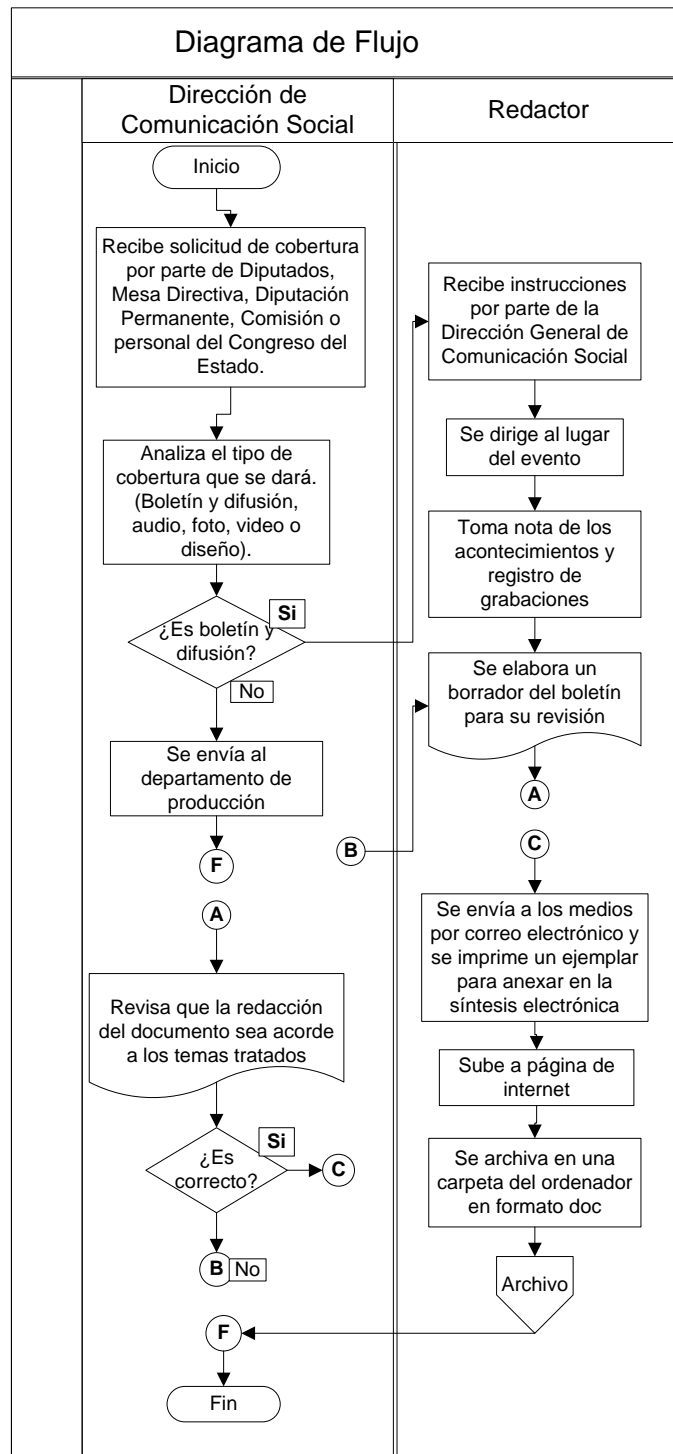 Diagrama de Flujo
Dirección de
Comunicación Social
Redactor
Inicio
Recibe solicitud de cobertura
por parte de Diputados,
Mesa Directiva, Diputación
Permanente, Comisión o
personal del Congreso del
Estado.
Analiza el tipo de
cobertura que se dará.
(Boletín y difusión,
audio, foto, video o
diseño).
Si
¿Es boletín y
difusión?
No
Se envía al
departamento de
producción
F
A
Revisa que la redacción
del documento sea acorde
a los temas tratados
Si
¿Es
correcto?
C
B
No
F
Fin
Recibe instrucciones
por parte de la
Dirección General de
Comunicación Social
Se dirige al lugar
del evento
Toma nota de los
acontecimientos y
registro de
grabaciones
Se elabora un
borrador del boletín
para su revisión
A
B
C
Se envía a los medios
por correo electrónico y
se imprime un ejemplar
para anexar en la
síntesis electrónica
Sube a página de
internet
Se archiva en una
carpeta del ordenador
en formato doc
Archivo